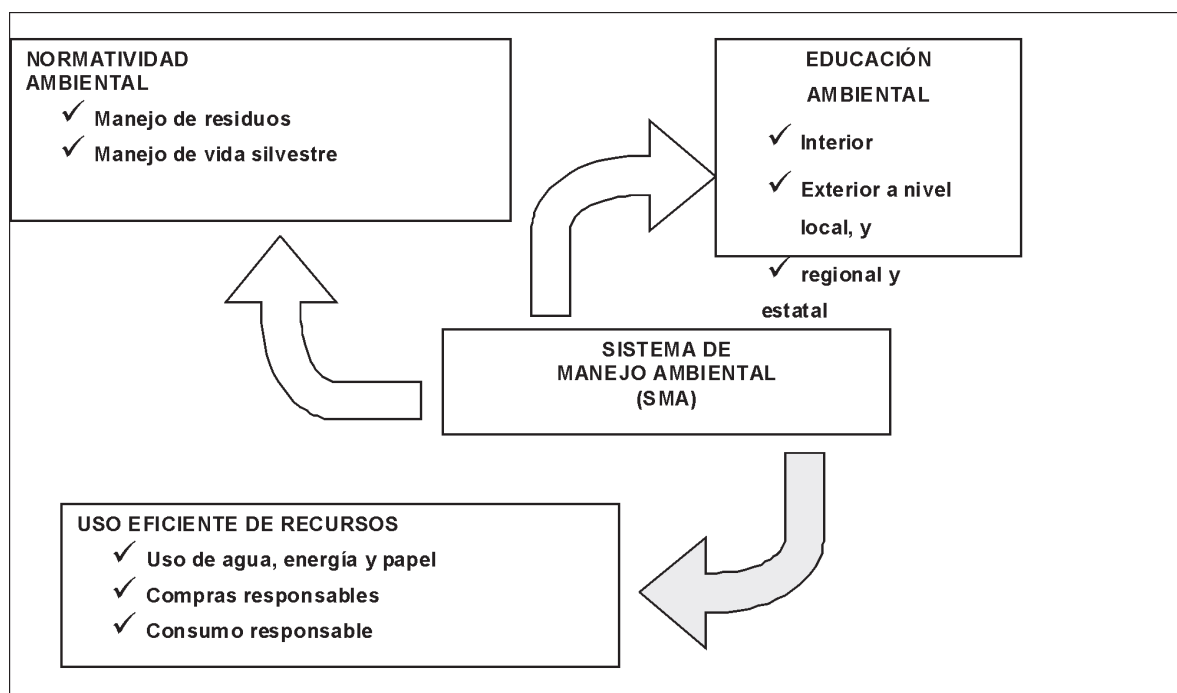 NORMATIVIDAD
AMBIENTAL
✓ Manejo de residuos
✓ Manejo de vida silvestre
EDUCACIÓN
AMBIENTAL
✓ Interior
✓ Exterior a nivel
local, y
✓ regional y
estatal
SISTEMA DE
MANEJO AMBIENTAL
(SMA)
USO EFICIENTE DE RECURSOS
✓ Uso de agua, energía y papel
✓ Compras responsables
✓ Consumo responsable